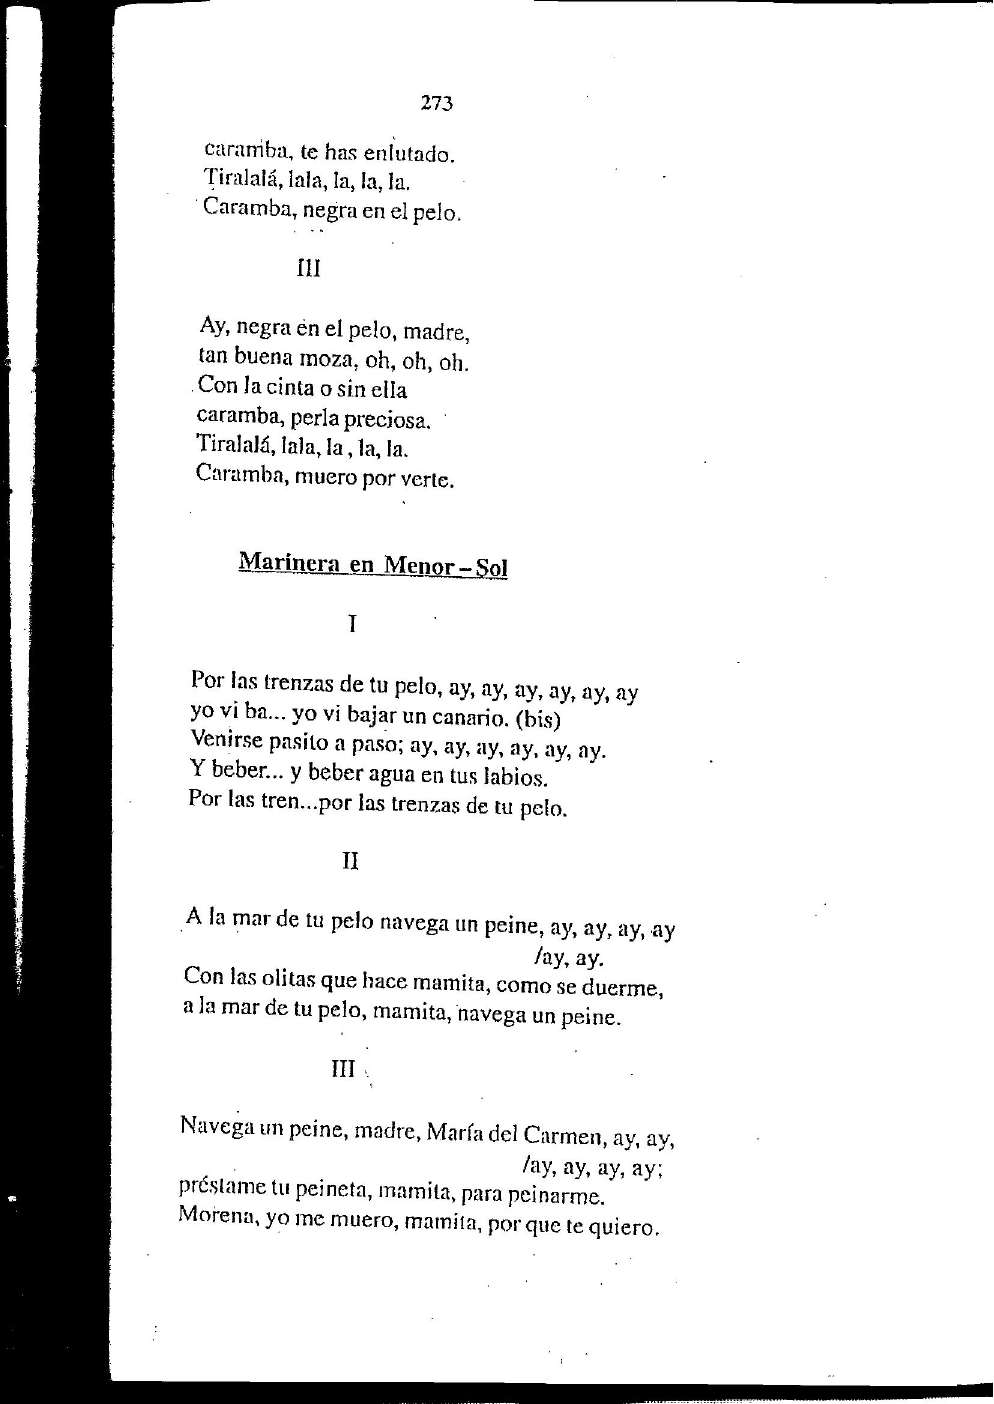 273
caramba, te has enlutado.
Tiralalá, lala, la, la, la.
Caramba, negra en el pelo.
III
Ay, negra en el pelo, madre,
tan buena moza, oh, oh, oh.
Con la cinta o sin ella
caramba, perla preciosa.
Tiralalá, lala, la , la, la.
Caramba, muero por verte.
Marinera en Menor – Sol
I
Por las trenzas de tu pelo, ay, ay, ay, ay, ay, ay
yo vi ba... yo vi bajar un canario. (bis)
Venirse pasito a paso; ay, ay, ay, ay, ay, ay.
Y beber... y beber agua en tus labios.
Por las tren...por las trenzas de tu pelo.
II
A la mar de tu pelo navega un peine, ay, ay, ay, ay
/ay, ay.
Con las olitas que hace mamita, como se duerme,
a la mar de tu pelo, mamita, navega un peine.
III
Navega un peine, madre, María del Carmen, ay, ay,
/ay, ay, ay, ay;
préstame tu peineta, mamita, para peinarme.
Morena, yo me muero, mamita, por que te quiero.